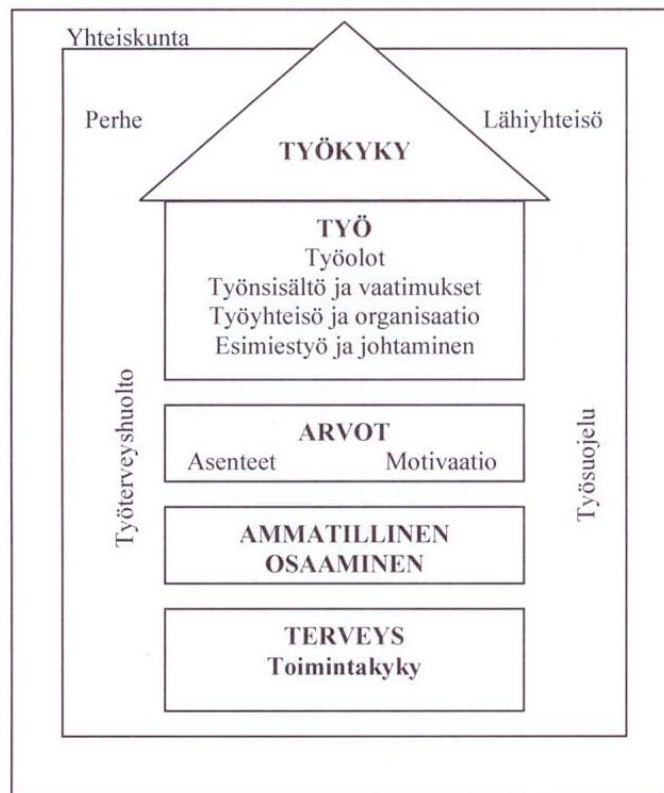 Yhteiskunta
Perhe
Lähiyhteisö
TYÖKYKY
TYÖ
Työolot
Työnsisältö ja vaatimukset
Työyhteisö ja organisaatio
Esimiestyö ja johtaminen
Työterveyshuolto
Työsuojelu
ARVOT
Asenteet Motivaatio
AMMATILLINEN
OSAAMINEN
TERVEYS
Toimintakyky